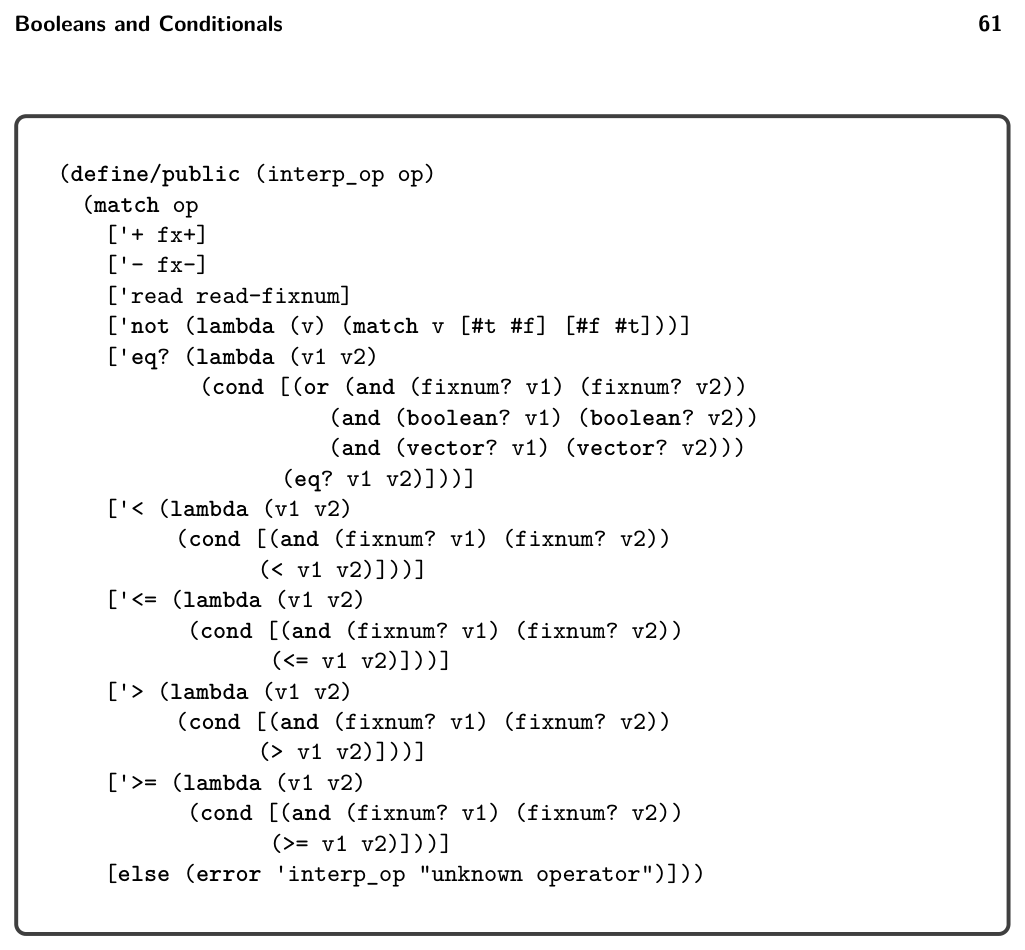 Booleans and Conditionals 61
(define/public (interp_op op)
  (match op
    ['+ fx+]
    ['- fx-]
    ['read read-fixnum]
    ['not (lambda (v) (match v [#t #f] [#f #t]))]
    ['eq? (lambda (v1 v2)
            (cond [(or (and (fixnum? v1) (fixnum? v2))
                       (and (boolean? v1) (boolean? v2))
                       (and (vector? v1) (vector? v2)))
                   (eq? v1 v2)]))]
    ['< (lambda (v1 v2)
          (cond [(and (fixnum? v1) (fixnum? v2))
                 (< v1 v2)]))]
    ['<= (lambda (v1 v2)
           (cond [(and (fixnum? v1) (fixnum? v2))
                  (<= v1 v2)]))]
    ['> (lambda (v1 v2)
          (cond [(and (fixnum? v1) (fixnum? v2))
                 (> v1 v2)]))]
    ['>= (lambda (v1 v2)
           (cond [(and (fixnum? v1) (fixnum? v2))
                  (>= v1 v2)]))]
    [else (error 'interp_op "unknown operator")]))